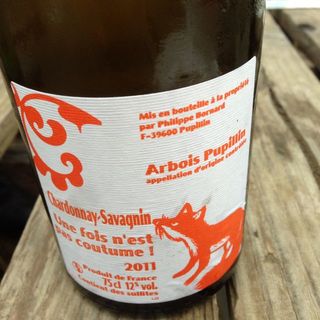 Mis en bouteille à la propriété
par Philippe Bornard
F-39600 Pupillin
Arbois Pupillin
appellation d'origine contrôlée
Chardonnay-Savagnin
Une fois n'est
pas coutume !
2011
Produit de France
75cl 12% vol.
Contient des sulfites